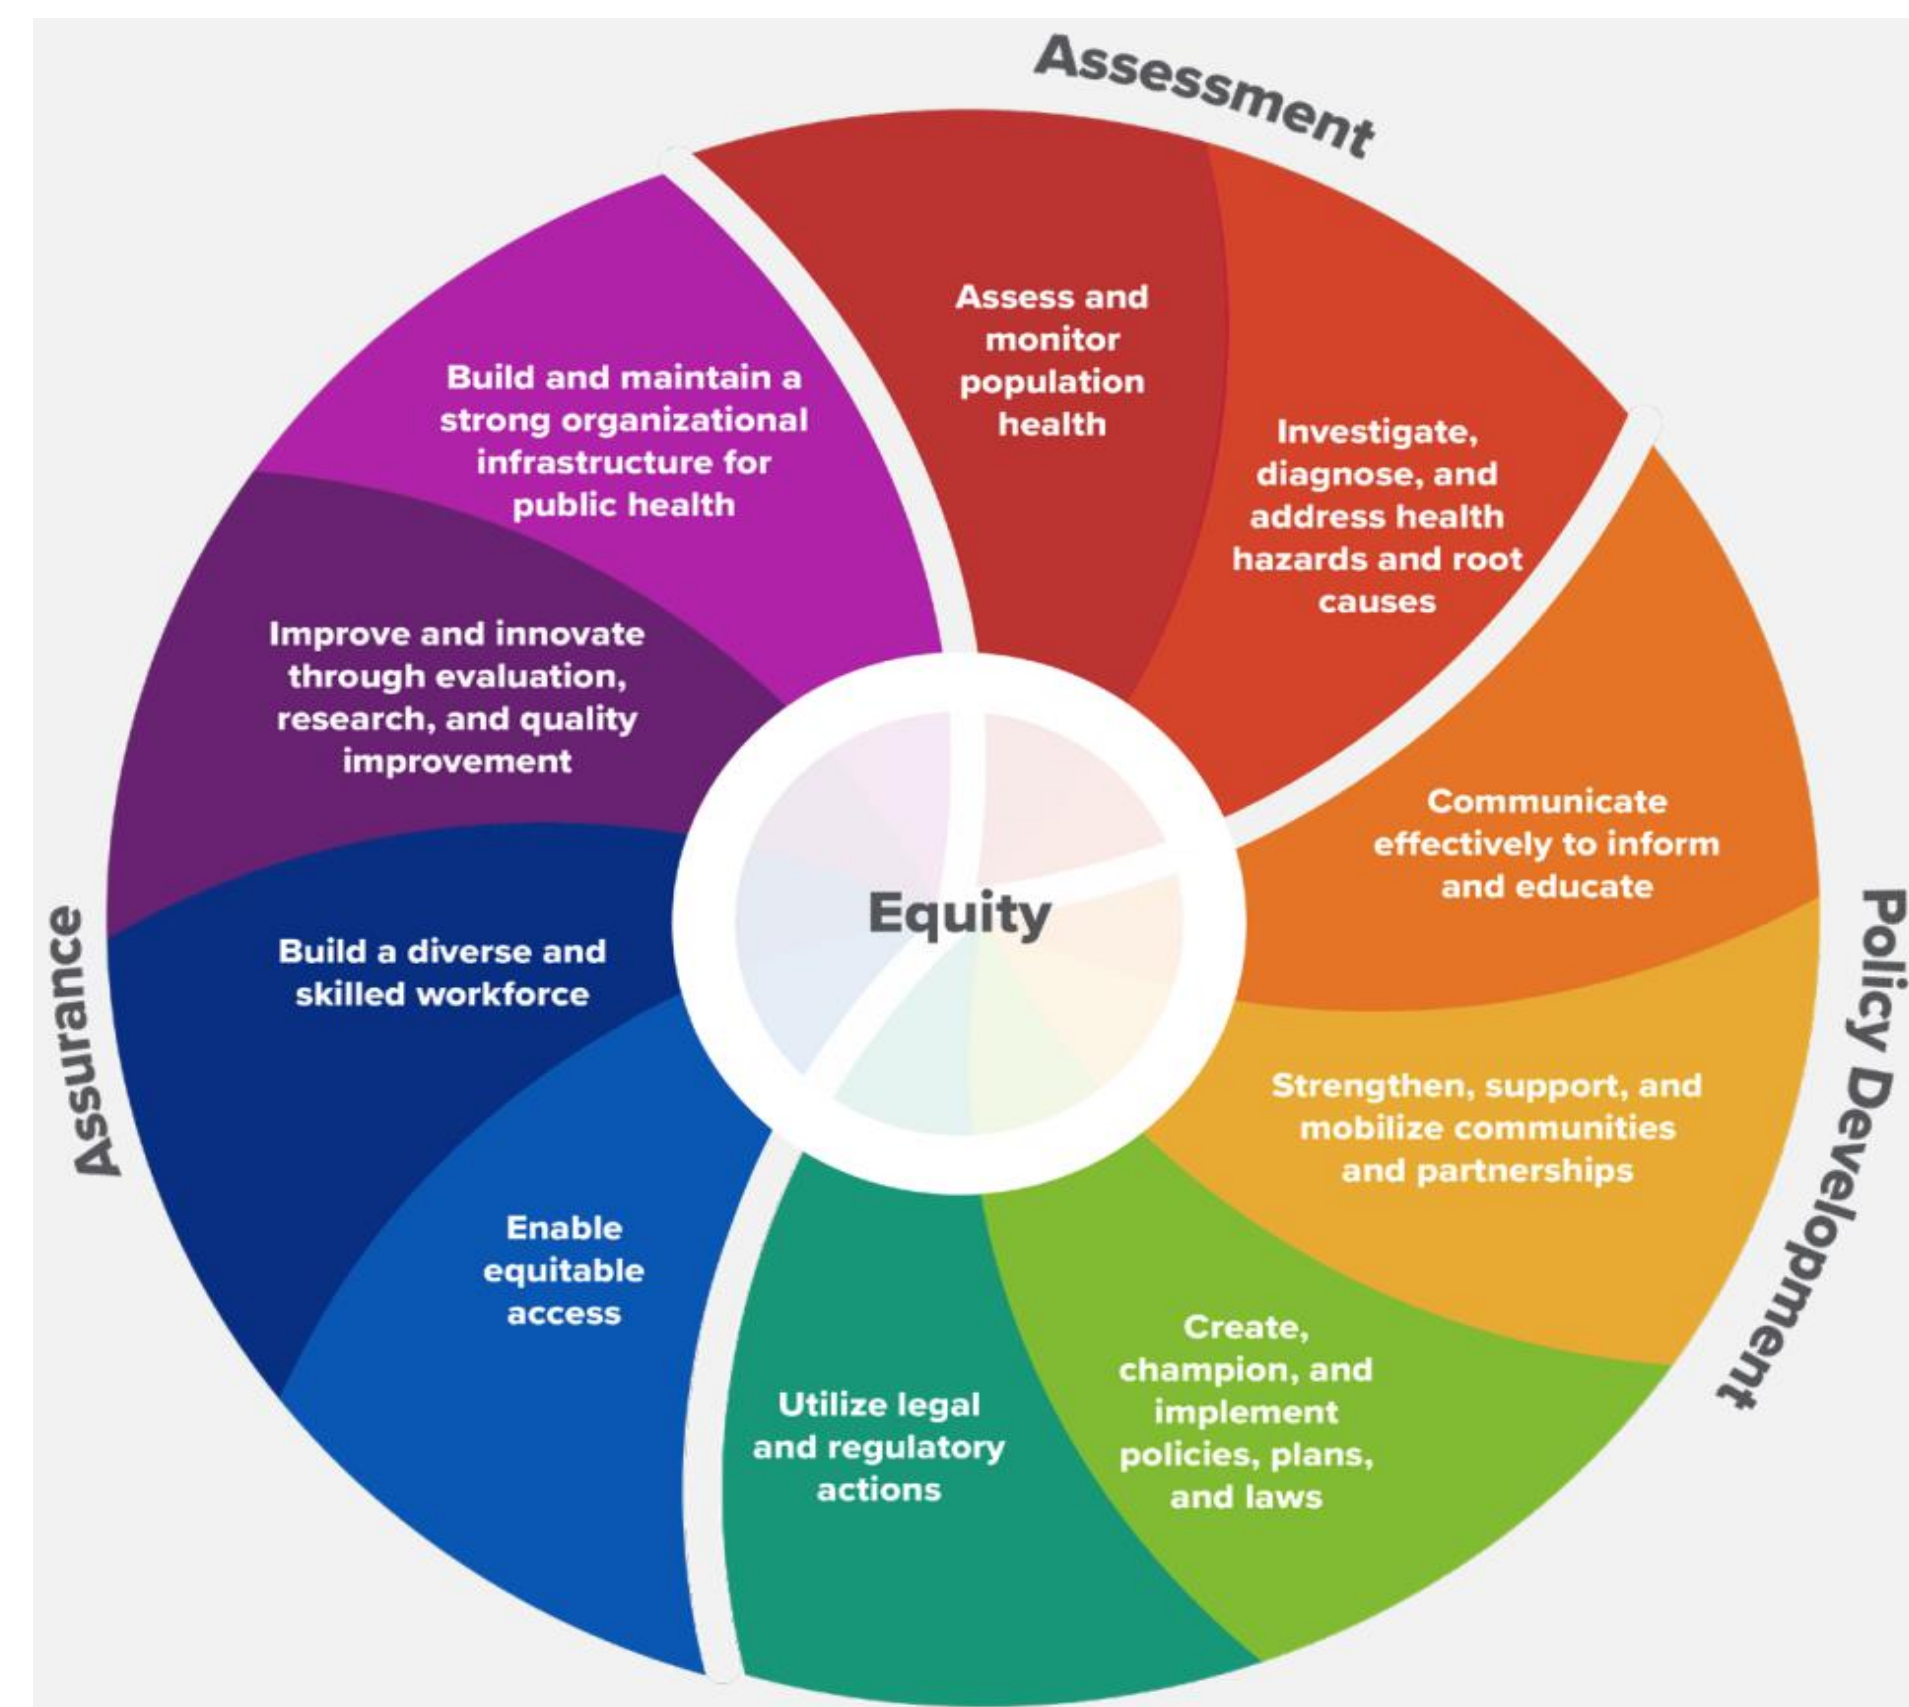 Assessment
Assess and
monitor
population
health
Investigate,
diagnose, and
address health
hazards and root
causes
Policy Development
Communicate
effectively to inform
and educate
Strengthen, support, and
mobilize communities
and partnerships
Create,
champion, and
implement
policies, plans,
and laws
Utilize legal
and regulatory
actions
Assurance
Enable
equitable
access
Build a diverse and
skilled workforce
Improve and innovate
through evaluation,
research, and quality
improvement
Build and maintain a
strong organizational
infrastructure for
public health
Equity